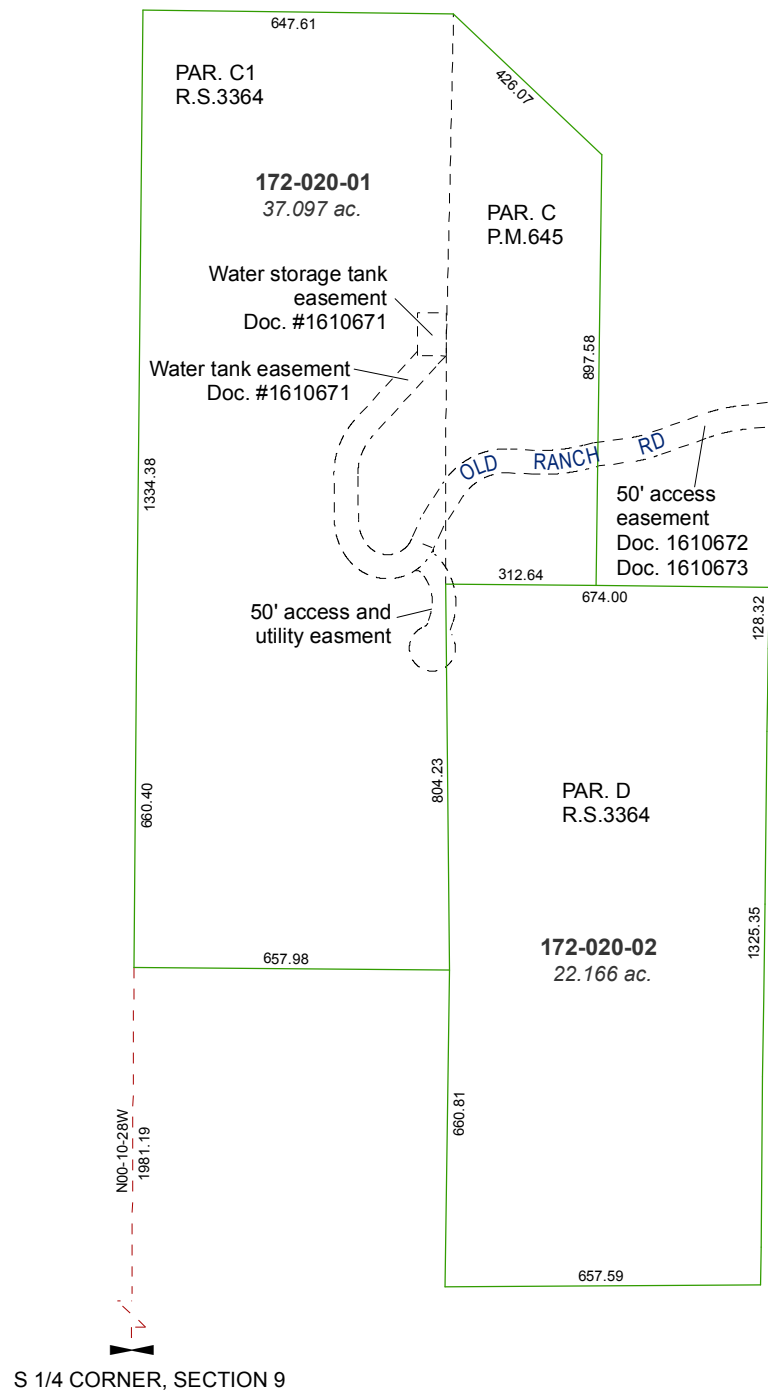 647.61
426.07
PAR. C1
R.S.3364
172-020-01
37.097 ac.
PAR. C
P.M.645
Water storage tank
easement
Doc. #1610671
Water tank easement
Doc. #1610671
897.58
1334.38
OLD RANCH RD
50' access
easement
Doc. 1610672
Doc. 1610673
312.64
674.00
128.32
50' access and
utility easment
804.23
660.40
PAR. D
R.S.3364
172-020-02
22.166 ac.
1325.35
657.98
660.81
N00-10-28W
1981.19
657.59
S 1/4 CORNER, SECTION 9